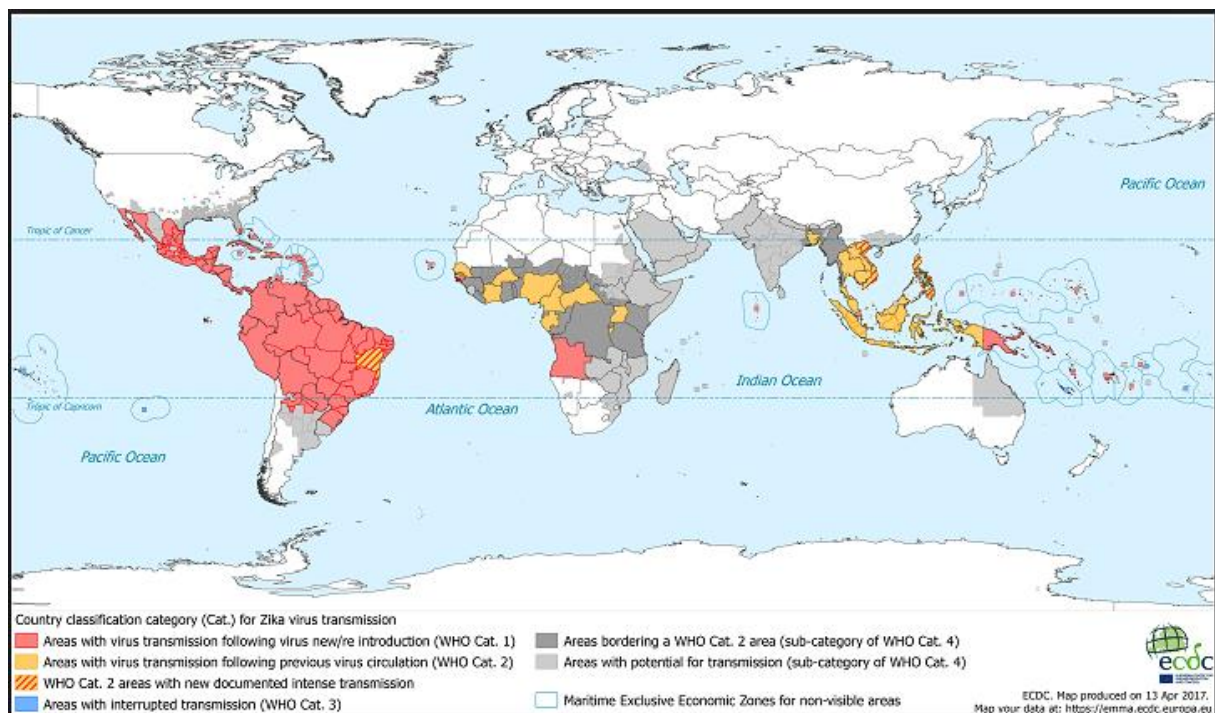 Pacific Ocean
Tropic of Cancer
Indian Ocean
Tropic of Capricorn
Atlantic Ocean
Pacific Ocean
Country classification category (Cat.) for Zika virus transmission
Areas with virus transmission following virus new/re introduction (WHO Cat. 1)
Areas with virus transmission following previous virus circulation (WHO Cat. 2)
WHO Cat. 2 areas with new documented intense transmission
Areas with interrupted transmission (WHO Cat. 3)
Areas bordering a WHO Cat. 2 area (sub-category of WHO Cat. 4)
Areas with potential for transmission (sub-category of WHO Cat. 4)
Maritime Exclusive Economic Zones for non-visible areas
ecdc
ECDC. Map produced on 13 Apr 2017.
Map your data at: https://emma.ecdc.europa.eu